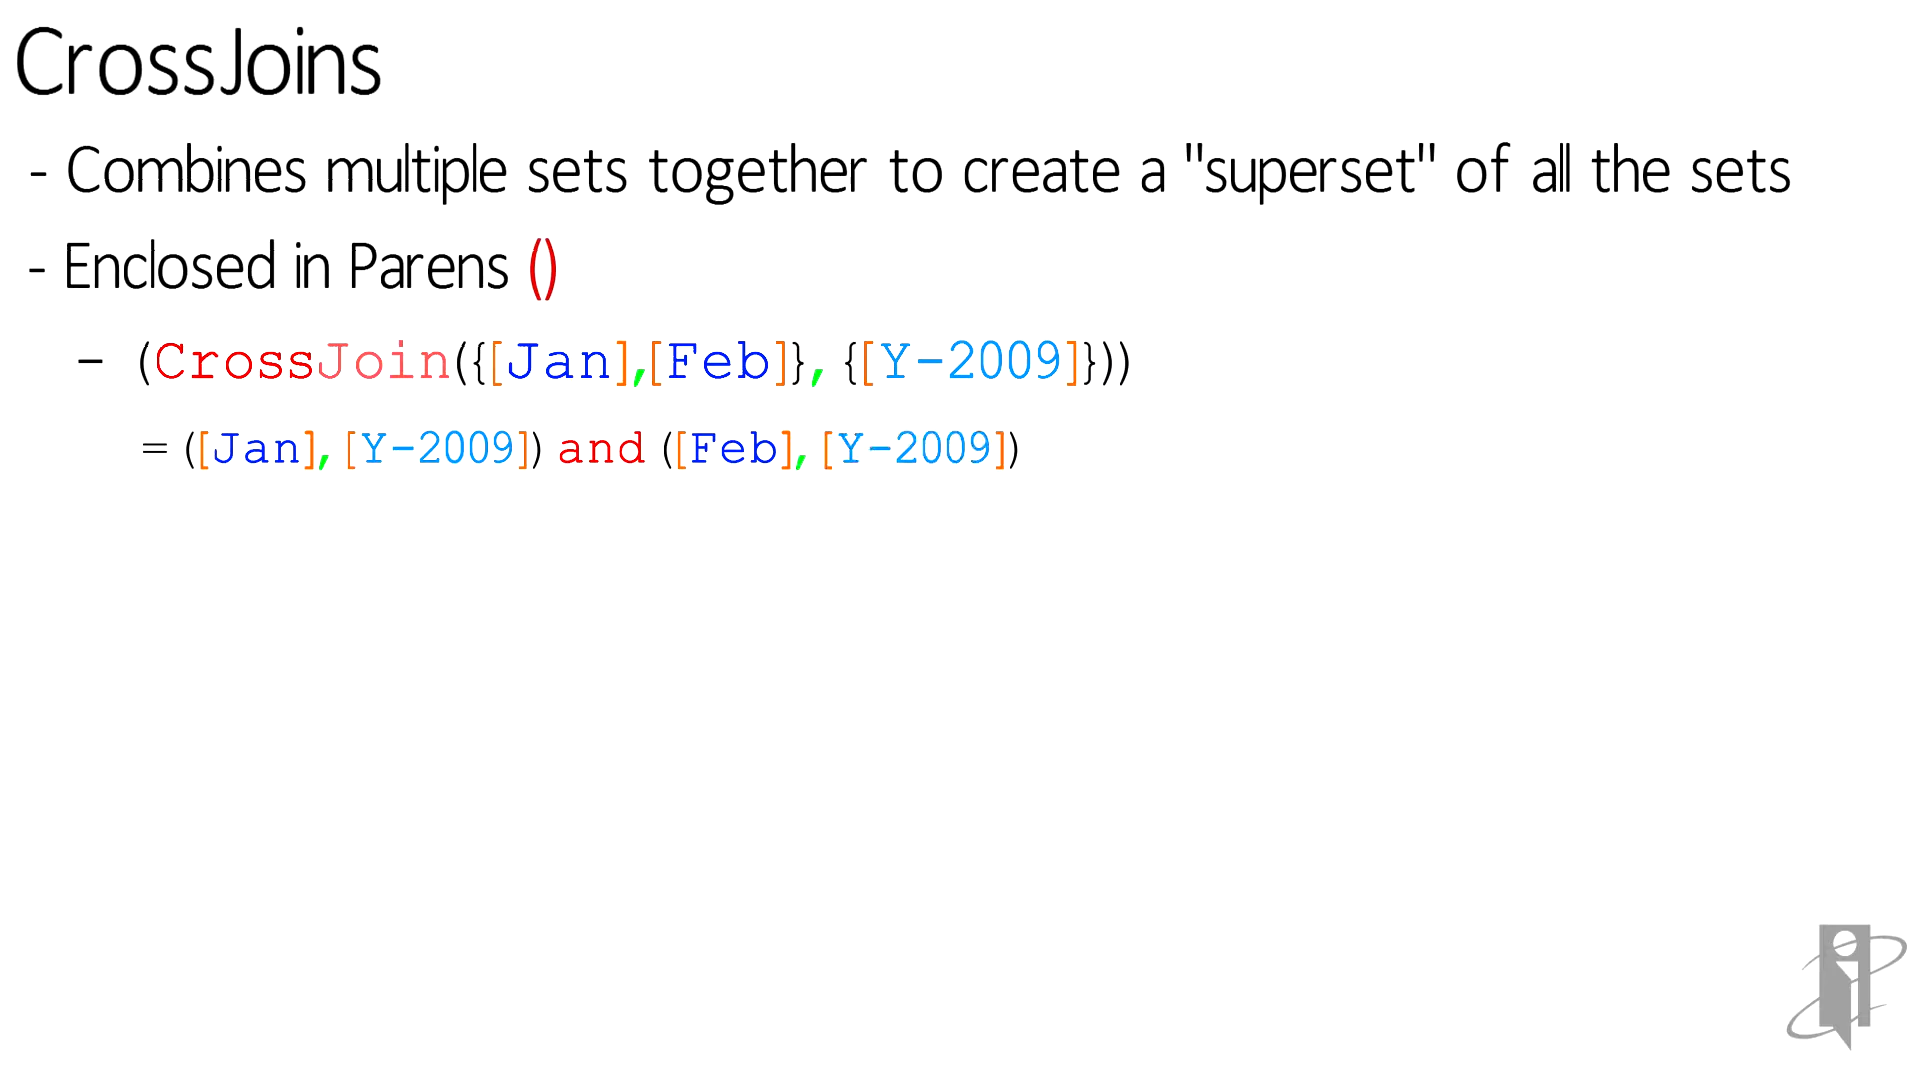 CrossJoins
- Combines multiple sets together to create a "superset" of all the sets
- Enclosed in Parens ()
- (CrossJoin({[Jan],[Feb]}, {[Y-2009]}))
= ([Jan], [Y-2009]) and ([Feb], [Y-2009])